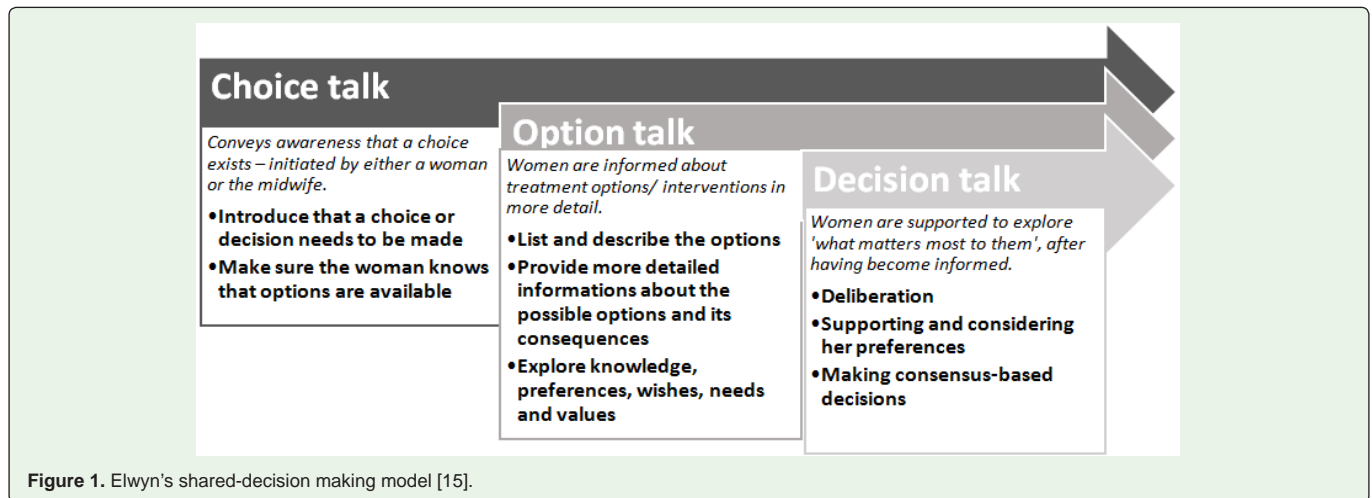 Choice talk
Conveys awareness that a choice
exists – initiated by either a woman
or the midwife.
•Introduce that a choice or
decision needs to be made
•Make sure the woman knows
that options are available
Option talk
Women are informed about
treatment options/ interventions in
more detail.
•List and describe the options
•Provide more detailed
informations about the
possible options and its
consequences
•Explore knowledge,
preferences, wishes, needs
and values
Decision talk
Women are supported to explore
'what matters most to them', after
having become informed.
•Deliberation
•Supporting and considering
her preferences
•Making consensus-based
decisions
Figure 1. Elwyn's shared-decision making model [15].